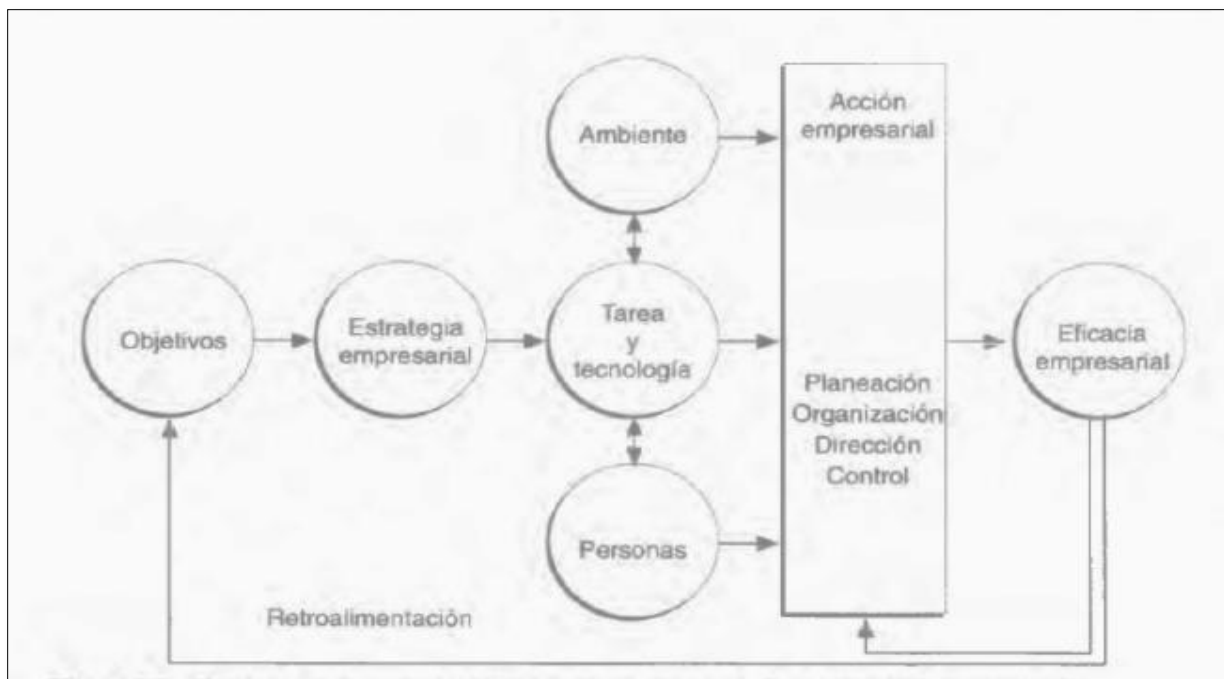 Ambiente
Acción
empresarial
Objetivos
Estrategia
empresarial
Tarea
y
tecnología
Eficacia
empresarial
Planeación
Organización
Dirección
Control
Personas
Retroalimentación